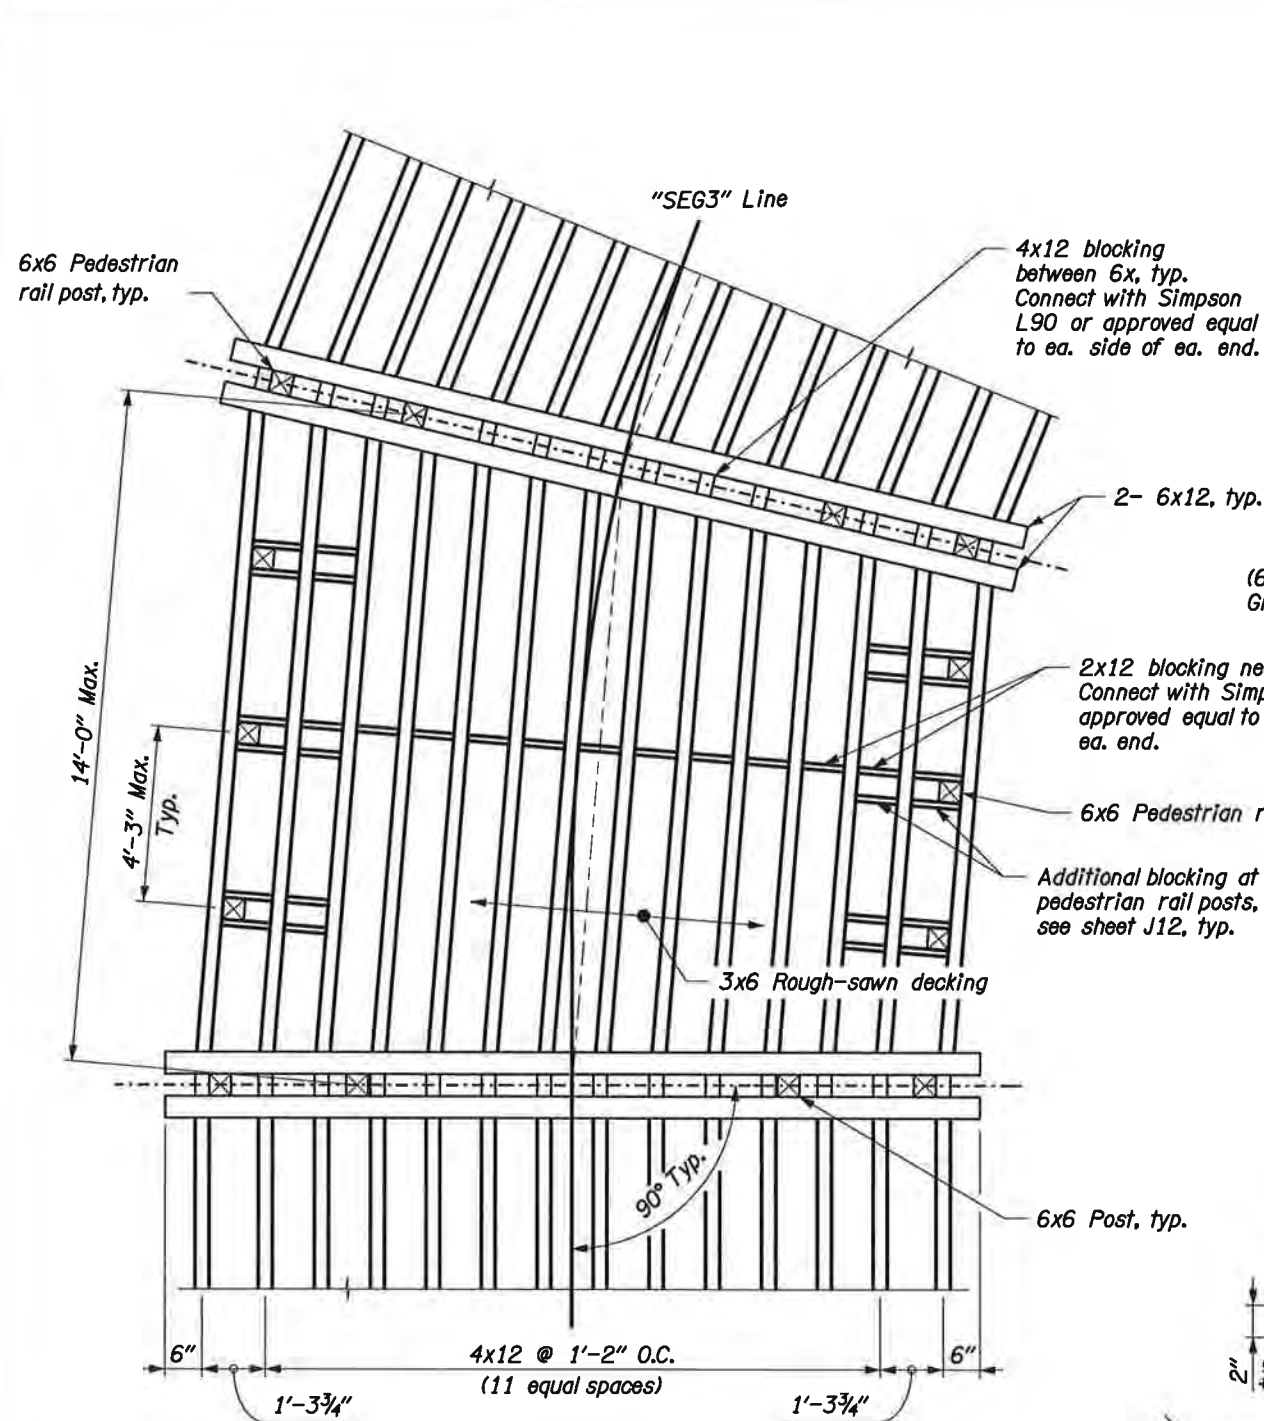 "SEG3" Line
6x6 Pedestrian
rail post, typ.
4x12 blocking
between 6x, typ.
Connect with Simpson
L90 or approved equal
to ea. side of ea. end.
2- 6x12, typ.
(6
14'-0" Max.
4'-3" Max.
Typ.
2x12 blocking ne
Connect with Simp
approved equal to
ea. end.
6x6 Pedestrian r
Additional blocking at
pedestrian rail posts,
see sheet J12, typ.
3x6 Rough-sawn decking
90° Typ.
6x6 Post, typ.
6"
4x12 @ 1'-2" O.C.
(11 equal spaces)
6"
1'-3¾"
1'-3¾"
2"